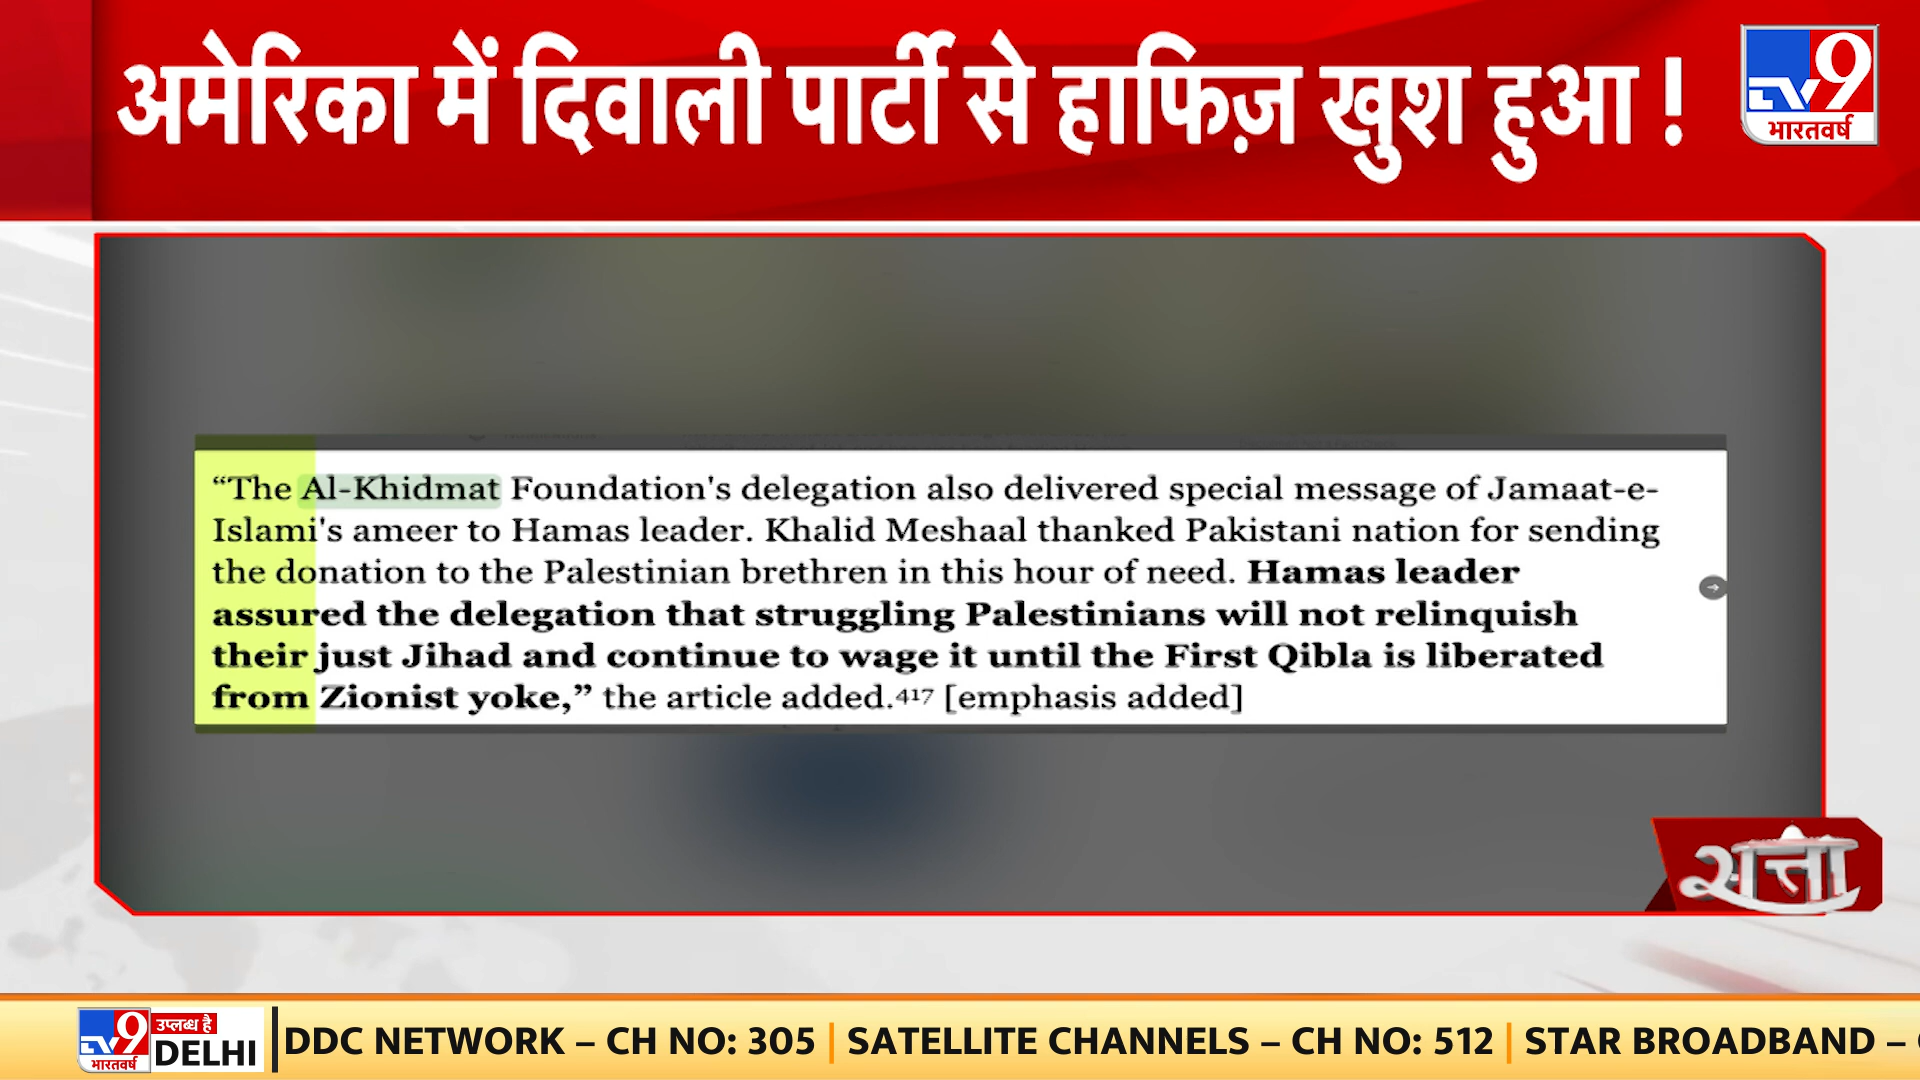 अमेरिका में दिवाली पार्टी से हाफिज़ खुश हुआ !
TV9
भारतवर्ष
“The Al-Khidmat Foundation's delegation also delivered special message of Jamaat-e-
Islami's ameer to Hamas leader. Khalid Meshaal thanked Pakistani nation for sending
the donation to the Palestinian brethren in this hour of need. Hamas leader
assured the delegation that struggling Palestinians will not relinquish
their just Jihad and continue to wage it until the First Qibla is liberated
from Zionist yoke,” the article added.417 [emphasis added]
सत्ता
TV9
भारतवर्ष
उपलब्ध है
DELHI
DDC NETWORK – CH NO: 305 | SATELLITE CHANNELS – CH NO: 512 | STAR BROADBAND –